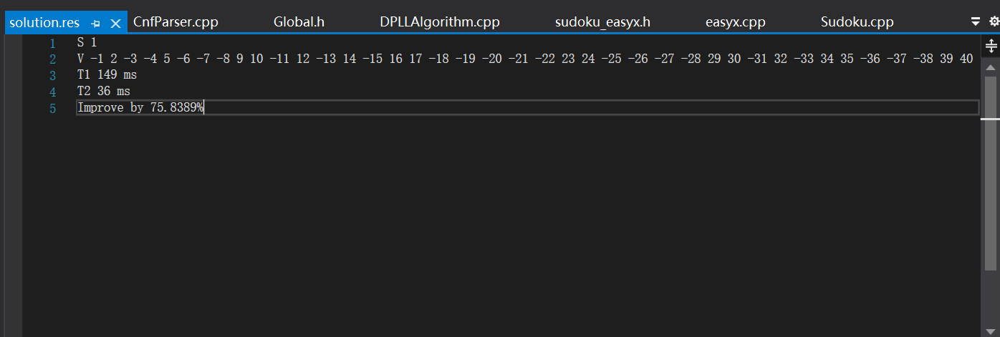 solution.res CnfParser.cpp Global.h DPLLAlgorithm.cpp sudoku_easyx.h easyx.cpp Sudoku.cpp
1 S 1
2 V -1 2 -3 -4 5 -6 -7 -8 9 10 -11 12 -13 14 -15 16 17 -18 -19 -20 -21 -22 23 24 -25 -26 -27 -28 29 30 -31 32 -33 34 35 -36 -37 -38 39 40
3 T1 149 ms
4 T2 36 ms
5 Improve by 75.8389%